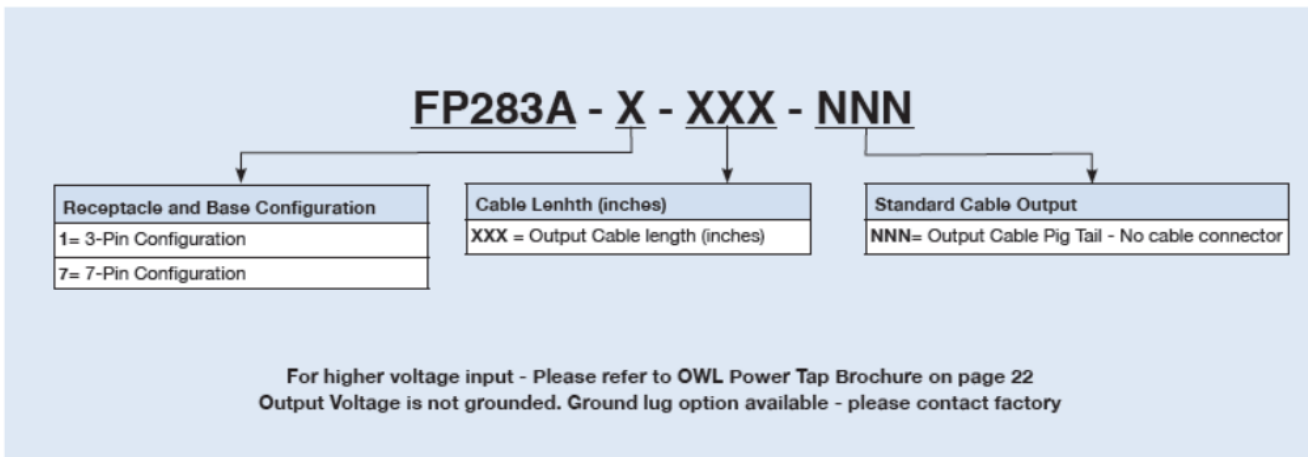 FP283A - X - XXX - NNN
Receptacle and Base Configuration
1= 3-Pin Configuration
7= 7-Pin Configuration
Cable Lenhth (inches)
XXX = Output Cable length (inches)
Standard Cable Output
NNN= Output Cable Pig Tail - No cable connector
For higher voltage input - Please refer to OWL Power Tap Brochure on page 22
Output Voltage is not grounded. Ground lug option available - please contact factory